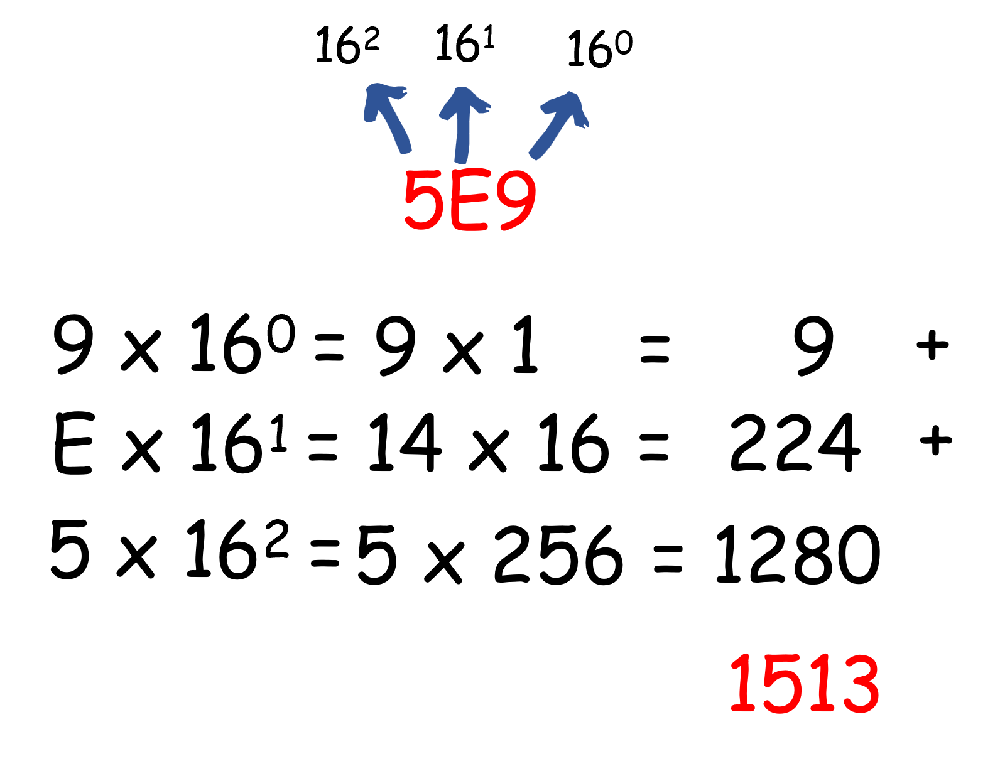 16² 16¹ 16⁰
5E9
9 x 16⁰ = 9 x 1 = 9 +
E x 16¹ = 14 x 16 = 224 +
5 x 16² = 5 x 256 = 1280
1513